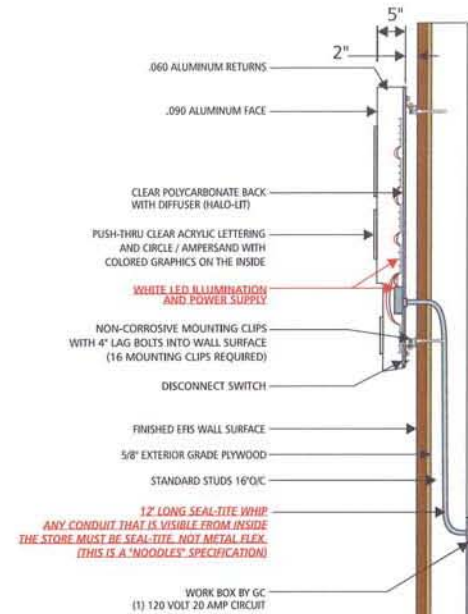 5"
2"
.060 ALUMINUM RETURNS
.090 ALUMINUM FACE
CLEAR POLYCARBONATE BACK
WITH DIFFUSER (HALO-LIT)
PUSH-THRU CLEAR ACRYLIC LETTERING
AND CIRCLE / AMPERSAND WITH
COLORED GRAPHICS ON THE INSIDE
WHITE LED ILLUMINATION
AND POWER SUPPLY
NON-CORROSIVE MOUNTING CLIPS
WITH 4" LAG BOLTS INTO WALL SURFACE
(16 MOUNTING CLIPS REQUIRED)
DISCONNECT SWITCH
FINISHED EFIS WALL SURFACE
5/8" EXTERIOR GRADE PLYWOOD
STANDARD STUDS 16"O/C
12' LONG SEAL-TITE WHIP
ANY CONDUIT THAT IS VISIBLE FROM INSIDE
THE STORE MUST BE SEAL-TITE, NOT METAL FLEX.
(THIS IS A "NOODLES" SPECIFICATION)
WORK BOX BY GC
(1) 120 VOLT 20 AMP CIRCUIT